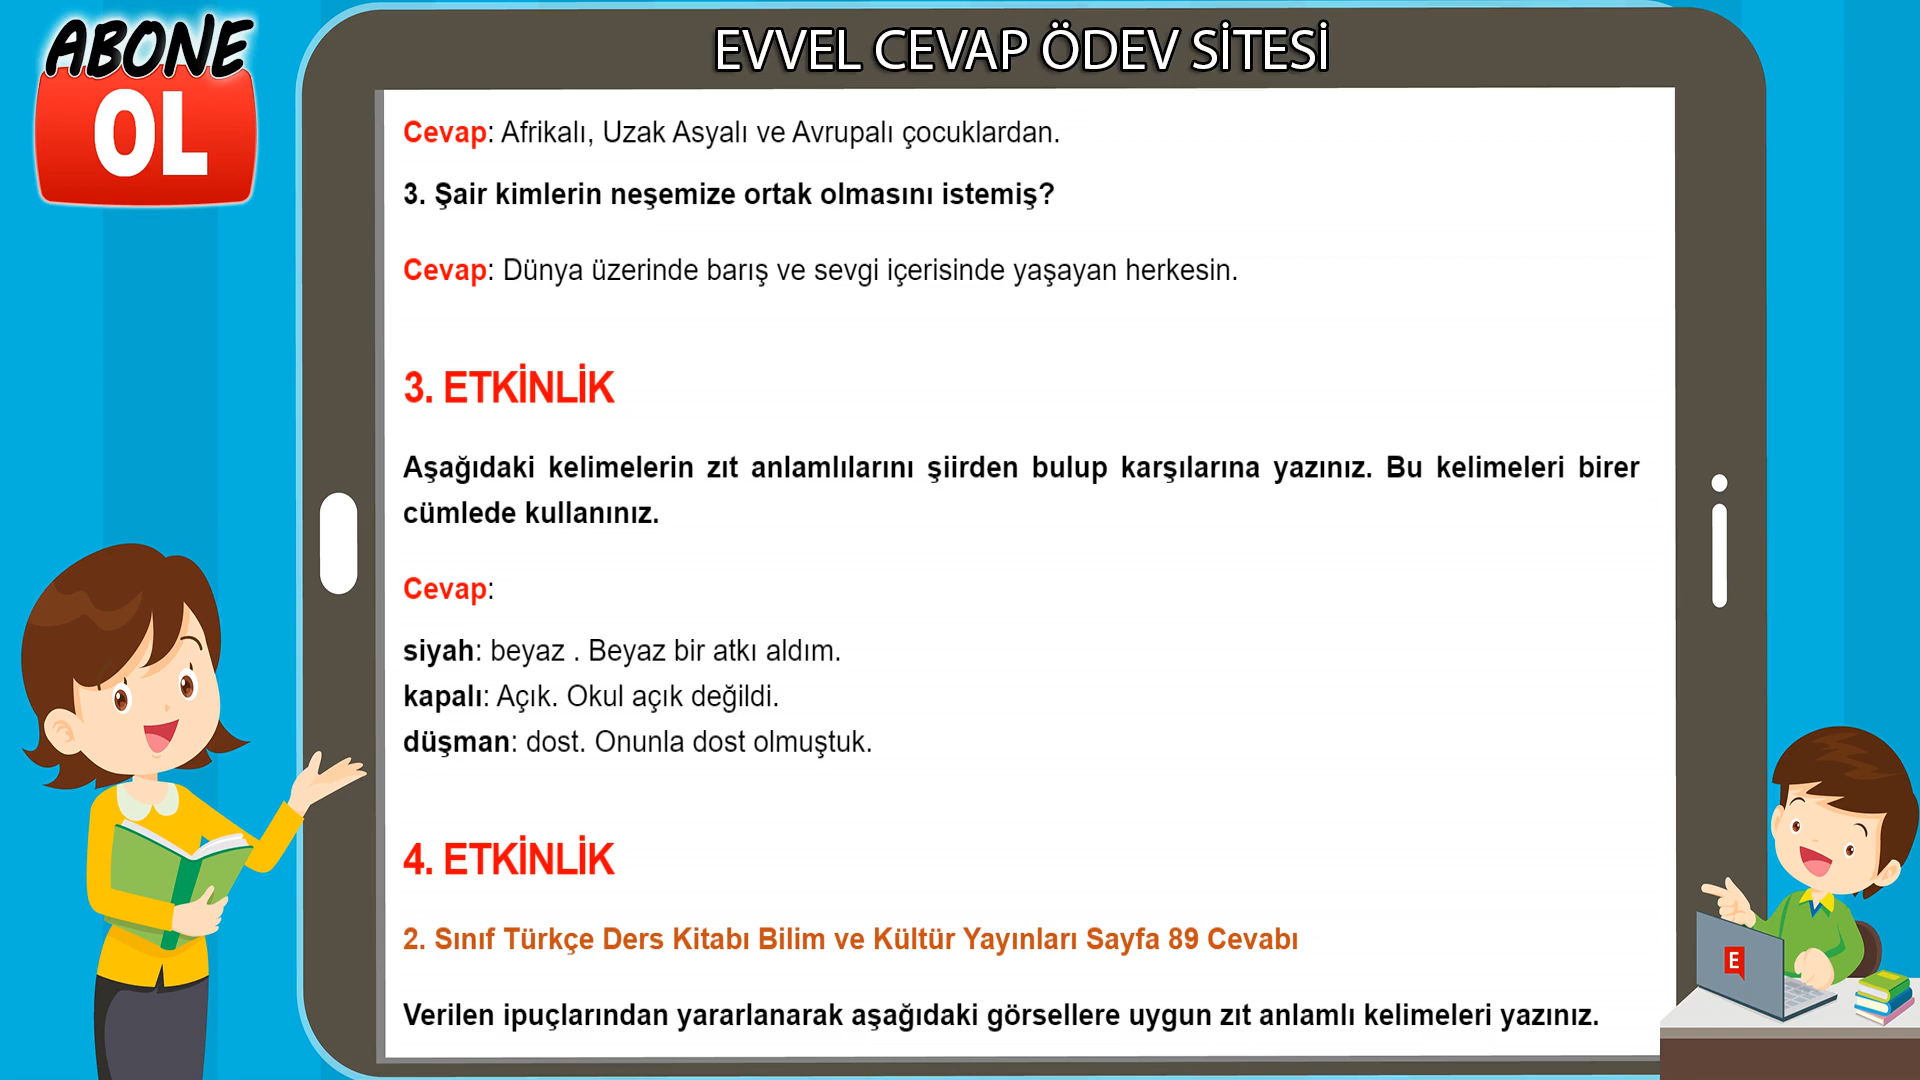 ABONE
OL
EVVEL CEVAP ÖDEV SİTESİ
Cevap: Afrikalı, Uzak Asyalı ve Avrupalı çocuklardan.
3. Şair kimlerin neşemize ortak olmasını istemiş?
Cevap: Dünya üzerinde barış ve sevgi içerisinde yaşayan herkesin.
3. ETKİNLİK
Aşağıdaki kelimelerin zıt anlamlılarını şiirden bulup karşılarına yazınız. Bu kelimeleri birer
cümlede kullanınız.
Cevap:
siyah: beyaz . Beyaz bir atkı aldım.
kapalı: Açık. Okul açık değildi.
düşman: dost. Onunla dost olmuştuk.
4. ETKİNLİK
2. Sınıf Türkçe Ders Kitabı Bilim ve Kültür Yayınları Sayfa 89 Cevabı
Verilen ipuçlarından yararlanarak aşağıdaki görsellere uygun zıt anlamlı kelimeleri yazınız.
E